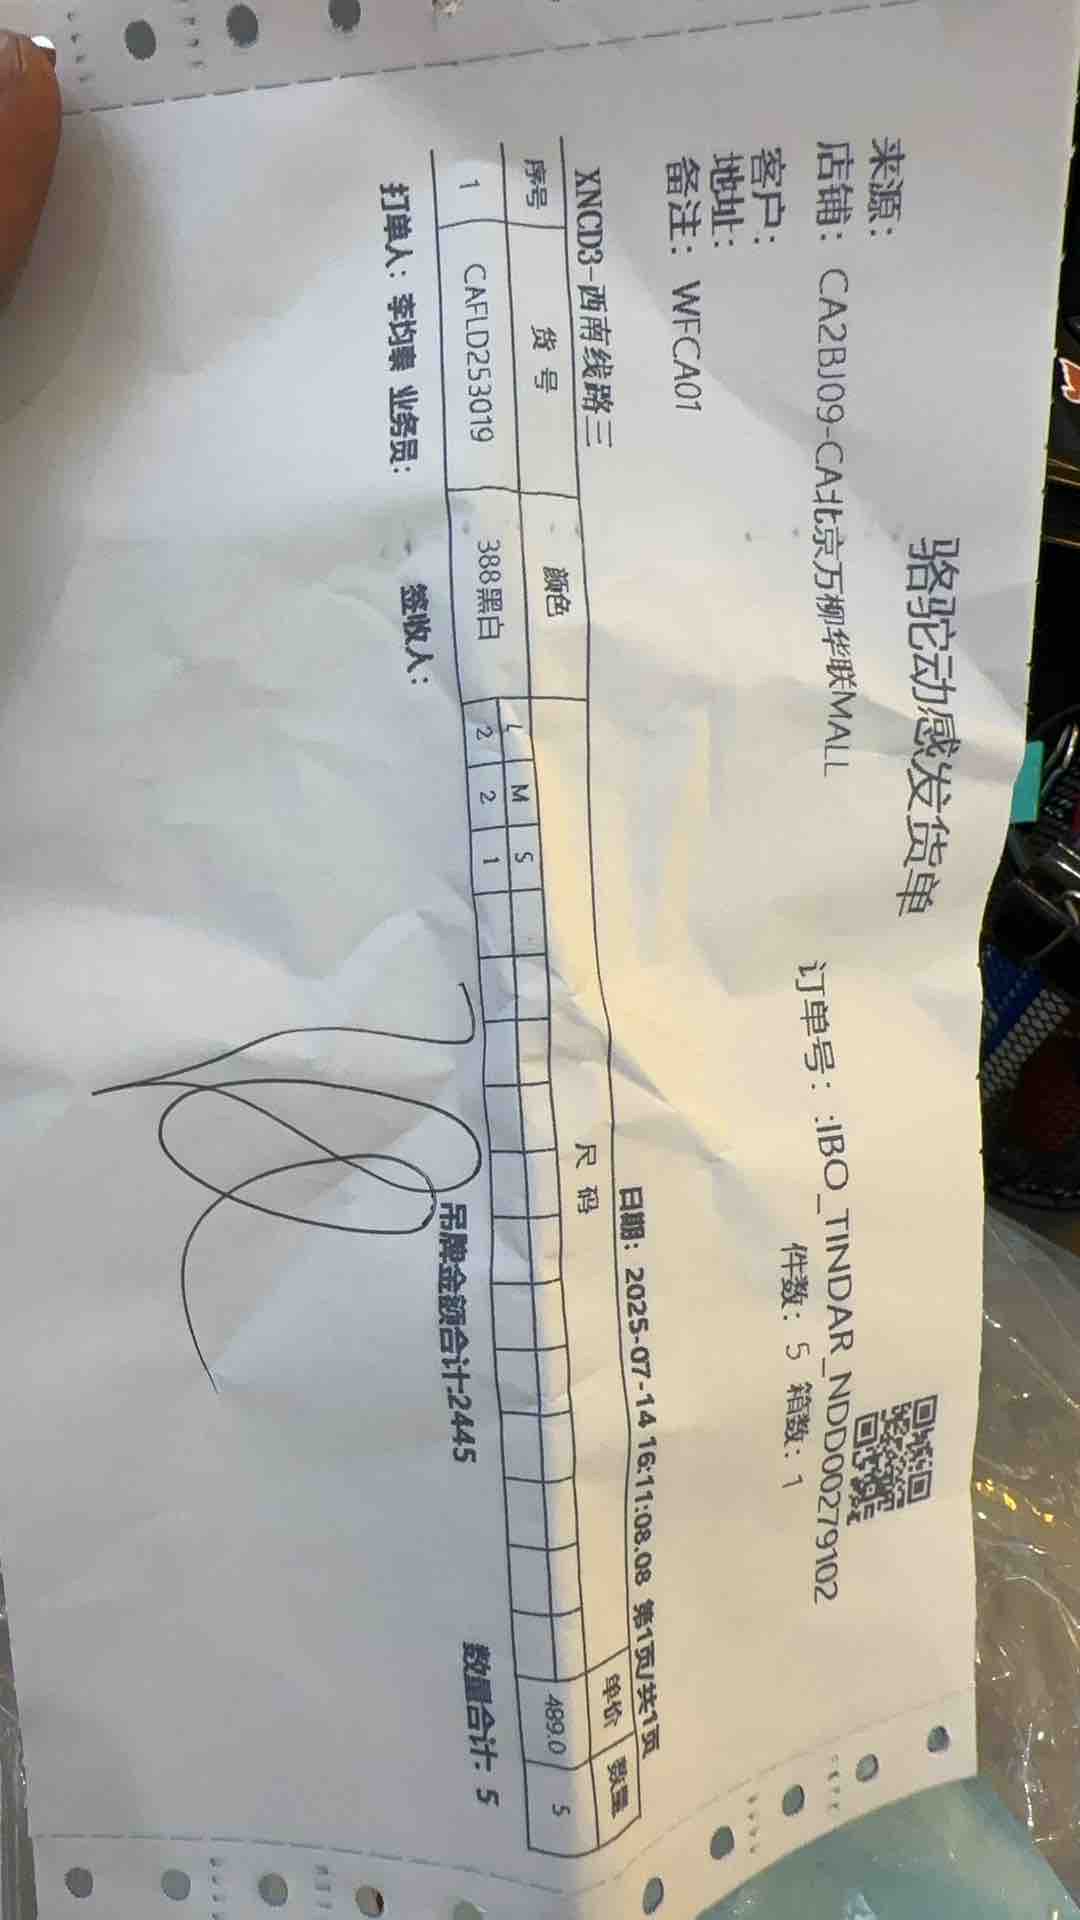 骆驼动感发货单
来源：
店铺： CA2BJ09-CA北京万柳华联MALL 订单号： :IBO_TINDAR_NDD00279102
客户： 件数： 5 箱数： 1
地址：
备注： WFCA01
XNCD3-西南线路三 日期： 2025-07-14 16:11:08.08 第1页/共1页
序号 货号 颜色 尺码 单价 数量
L M S
1 CAFLD253019 388黑白 2 2 1 489.0 5
吊牌金额合计:2445 数量合计: 5
打单人： 李均 业务员： 签收人：